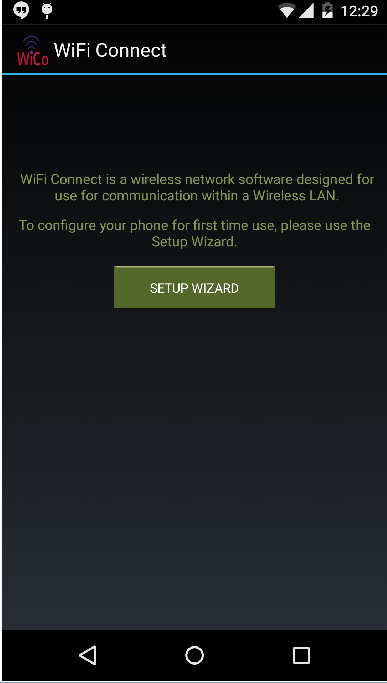 12:29
WiCo WiFi Connect
WiFi Connect is a wireless network software designed for
use for communication within a Wireless LAN.
To configure your phone for first time use, please use the
Setup Wizard.
SETUP WIZARD